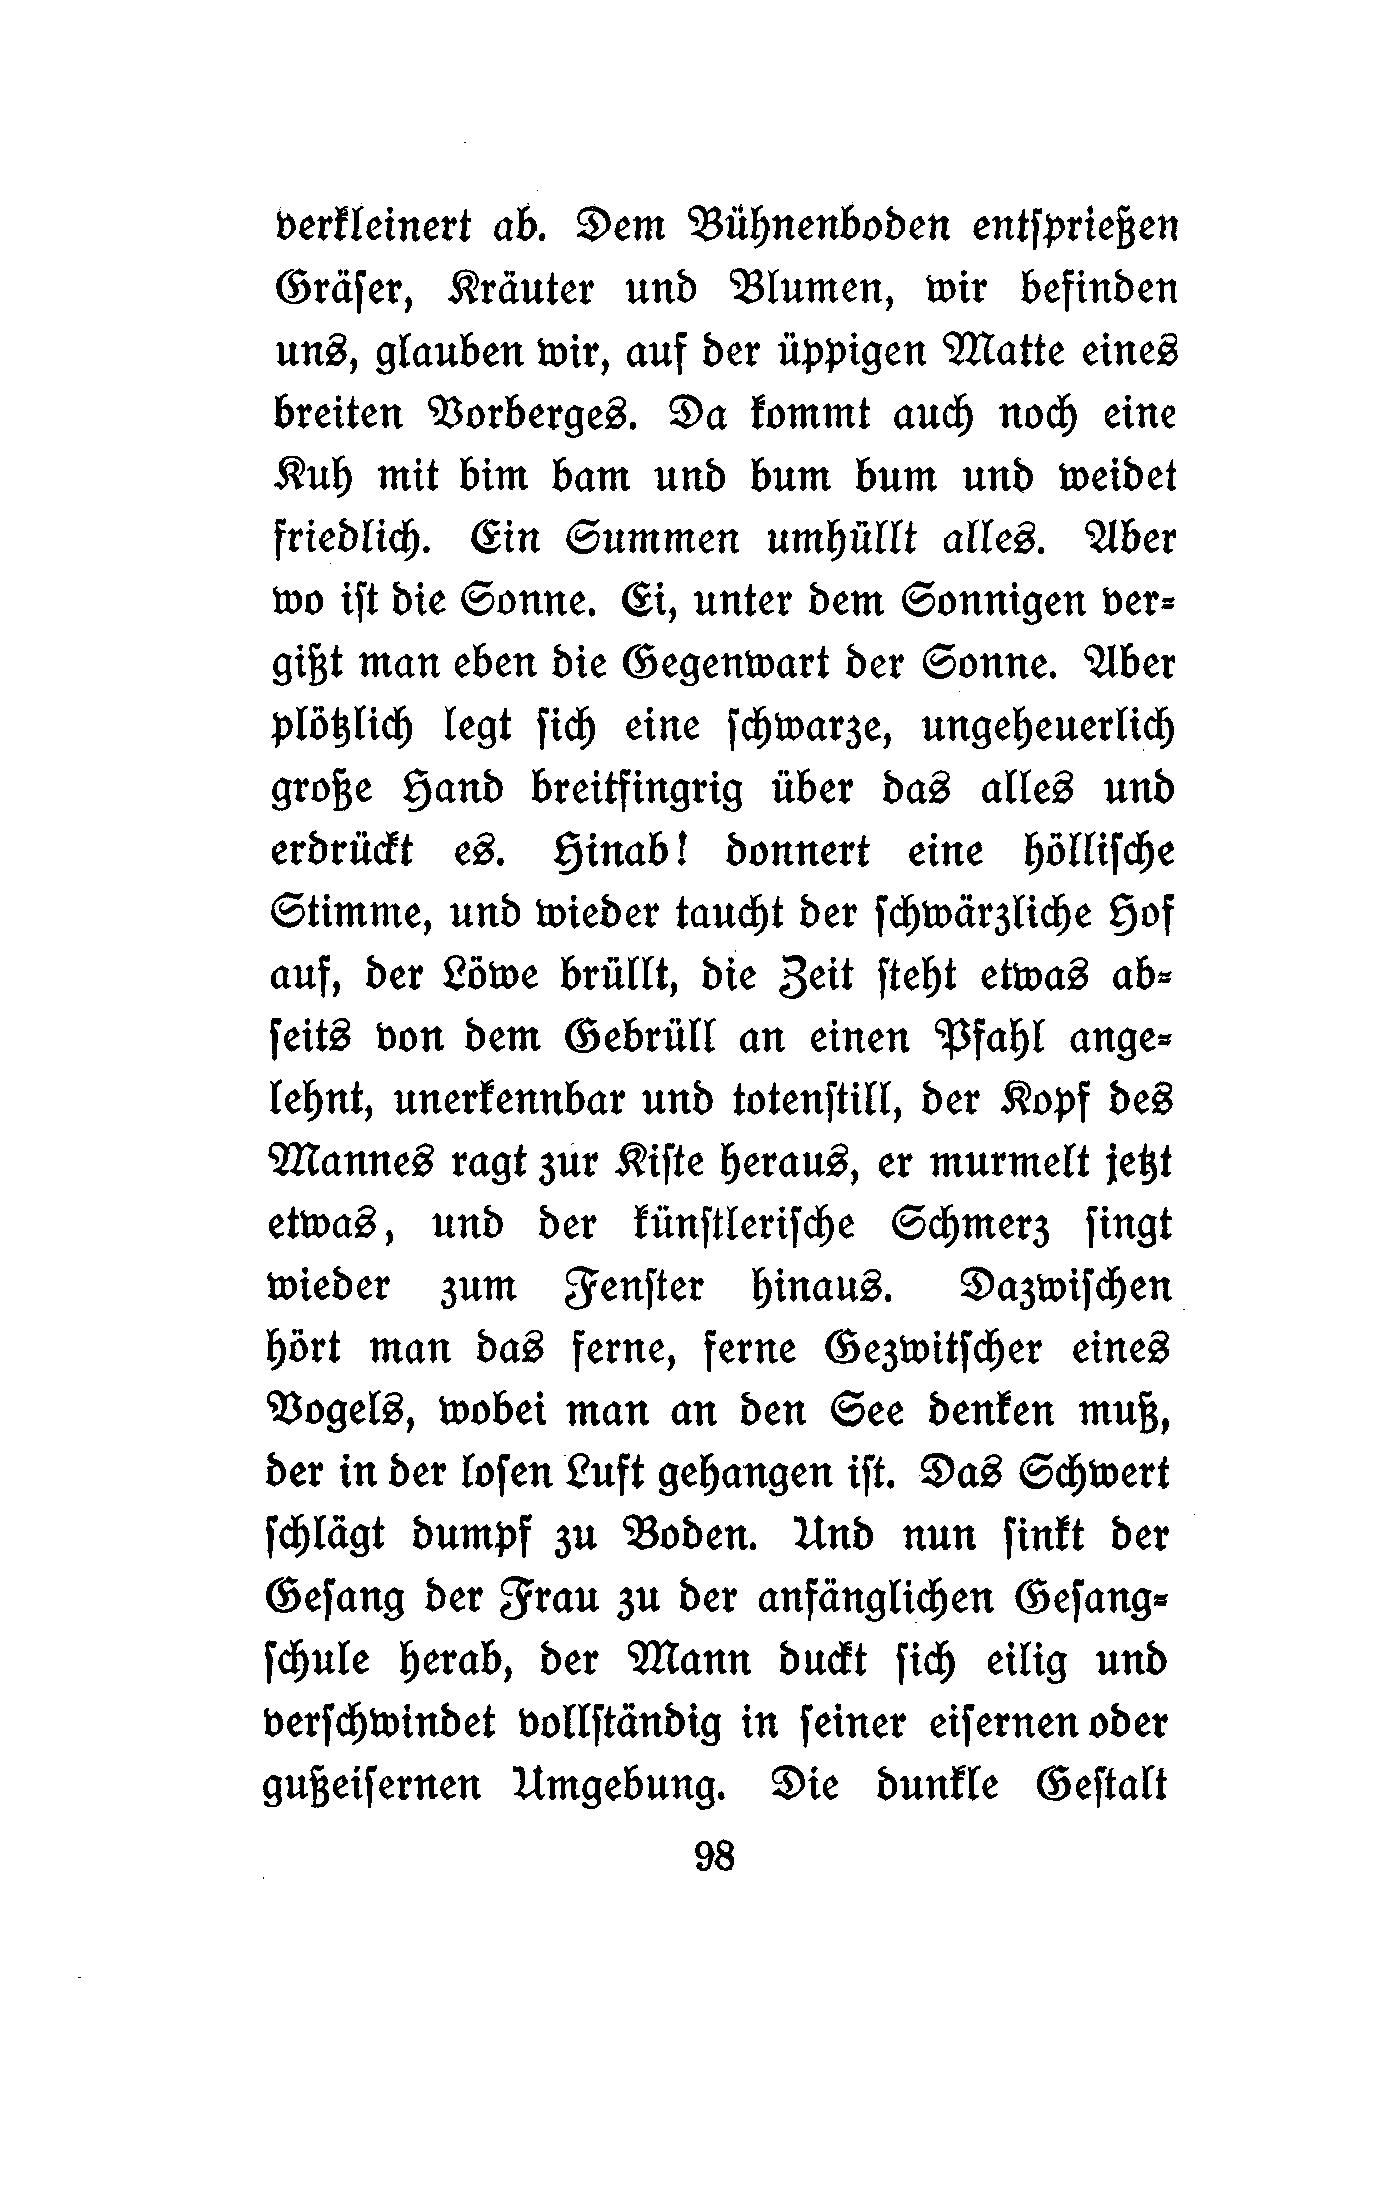 verkleinert ab. Dem Bühnenboden entsprießen
Gräser, Kräuter und Blumen, wir befinden
uns, glauben wir, auf der üppigen Matte eines
breiten Vorberges. Da kommt auch noch eine
Kuh mit bim bam und bum bum und weidet
friedlich. Ein Summen umhüllt alles. Aber
wo iſt die Sonne. Ei, unter dem Sonnigen ver⸗
gißt man eben die Gegenwart der Sonne. Aber
plötzlich legt ſich eine ſchwarze, ungeheuerlich
große Hand breitfingrig über das alles und
erdrückt es. Hinab! donnert eine hölliſche
Stimme, und wieder taucht der ſchwärzliche Hof
auf, der Löwe brüllt, die Zeit ſteht etwas ab⸗
ſeits von dem Gebrüll an einen Pfahl ange⸗
lehnt, unerkennbar und totenſtill, der Kopf des
Mannes ragt zur Kiſte heraus, er murmelt jetzt
etwas, und der künſtleriſche Schmerz ſingt
wieder zum Fenſter hinaus. Dazwiſchen
hört man das ferne, ferne Gezwitſcher eines
Vogels, wobei man an den See denken muß,
der in der loſen Luft gehangen iſt. Das Schwert
ſchlägt dumpf zu Boden. Und nun ſinkt der
Geſang der Frau zu der anfänglichen Geſang⸗
ſchule herab, der Mann duckt ſich eilig und
verſchwindet vollſtändig in ſeiner eiſernen oder
gußeiſernen Umgebung. Die dunkle Geſtalt
98